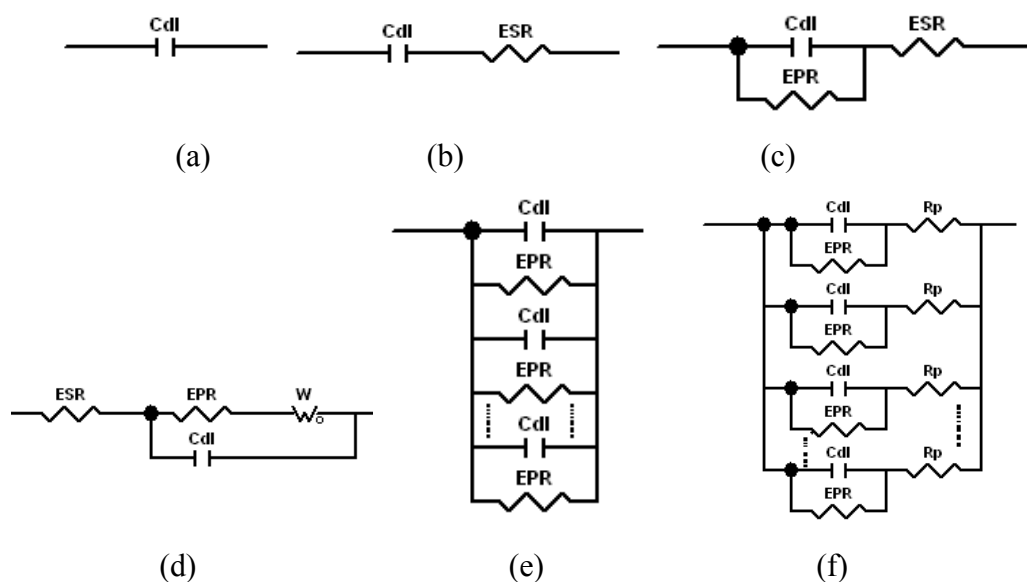 Cdl
Cdl ESR
Cdl ESR
EPR
(a) (b) (c)
ESR EPR W
Cdl
Cdl
EPR
Cdl
EPR
Cdl
EPR
Cdl Rp
EPR
Cdl Rp
EPR
Cdl Rp
EPR
Cdl Rp
EPR
(d) (e) (f)